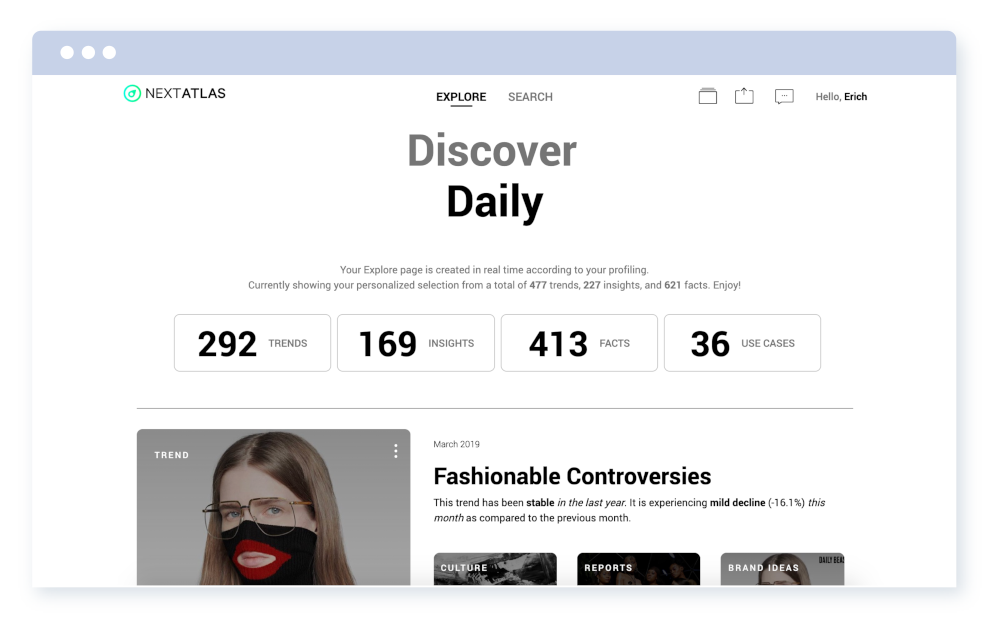 NEXTATLAS
EXPLORE SEARCH
Hello, Erich
Discover
Daily
Your Explore page is created in real time according to your profiling.
Currently showing your personalized selection from a total of 477 trends, 227 insights, and 621 facts. Enjoy!
292 TRENDS
169 INSIGHTS
413 FACTS
36 USE CASES
TREND
March 2019
Fashionable Controversies
This trend has been stable in the last year. It is experiencing mild decline (-16.1%) this
month as compared to the previous month.
CULTURE
REPORTS
BRAND IDEAS
DAILY